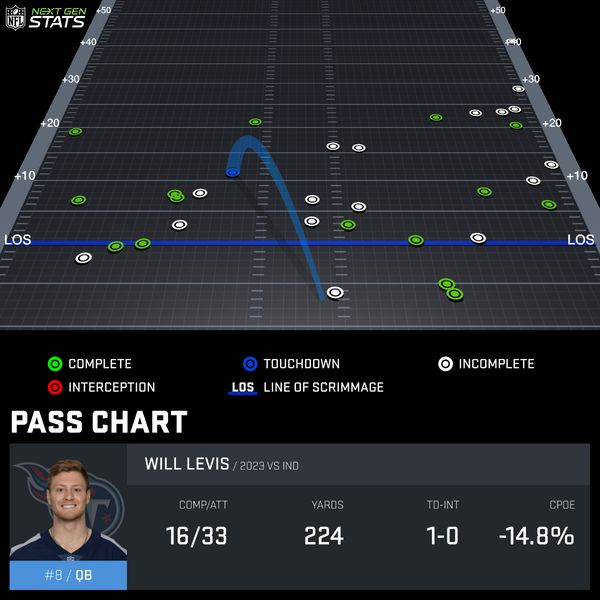 NFL NEXT GEN STATS
+50 +50
+40 +40
+30 +30
+20 +20
+10 +10
LOS LOS
COMPLETE TOUCHDOWN INCOMPLETE
INTERCEPTION LOS LINE OF SCRIMMAGE
PASS CHART
WILL LEVIS / 2023 VS IND
COMP/ATT YARDS TD-INT CPOE
16/33 224 1-0 -14.8%
#8 / QB